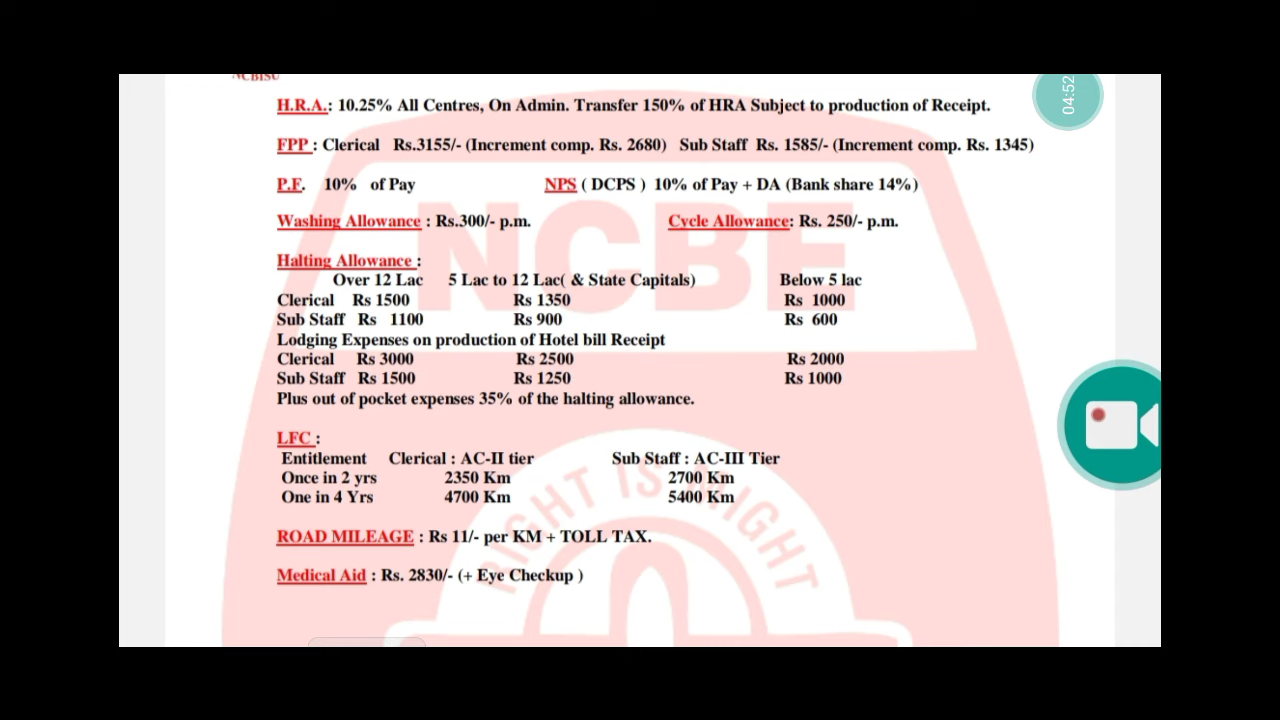 NCBISU
04:52
H.R.A.: 10.25% All Centres, On Admin. Transfer 150% of HRA Subject to production of Receipt.
FPP : Clerical Rs.3155/- (Increment comp. Rs. 2680) Sub Staff Rs. 1585/- (Increment comp. Rs. 1345)
P.F. 10% of Pay NPS ( DCPS ) 10% of Pay + DA (Bank share 14%)
Washing Allowance : Rs.300/- p.m. Cycle Allowance: Rs. 250/- p.m.
Halting Allowance :
Over 12 Lac 5 Lac to 12 Lac( & State Capitals) Below 5 lac
Clerical Rs 1500 Rs 1350 Rs 1000
Sub Staff Rs 1100 Rs 900 Rs 600
Lodging Expenses on production of Hotel bill Receipt
Clerical Rs 3000 Rs 2500 Rs 2000
Sub Staff Rs 1500 Rs 1250 Rs 1000
Plus out of pocket expenses 35% of the halting allowance.
LFC :
Entitlement Clerical : AC-II tier Sub Staff : AC-III Tier
Once in 2 yrs 2350 Km 2700 Km
One in 4 Yrs 4700 Km 5400 Km
ROAD MILEAGE : Rs 11/- per KM + TOLL TAX.
Medical Aid : Rs. 2830/- (+ Eye Checkup )
NCBE
RIGHT IS MIGHT